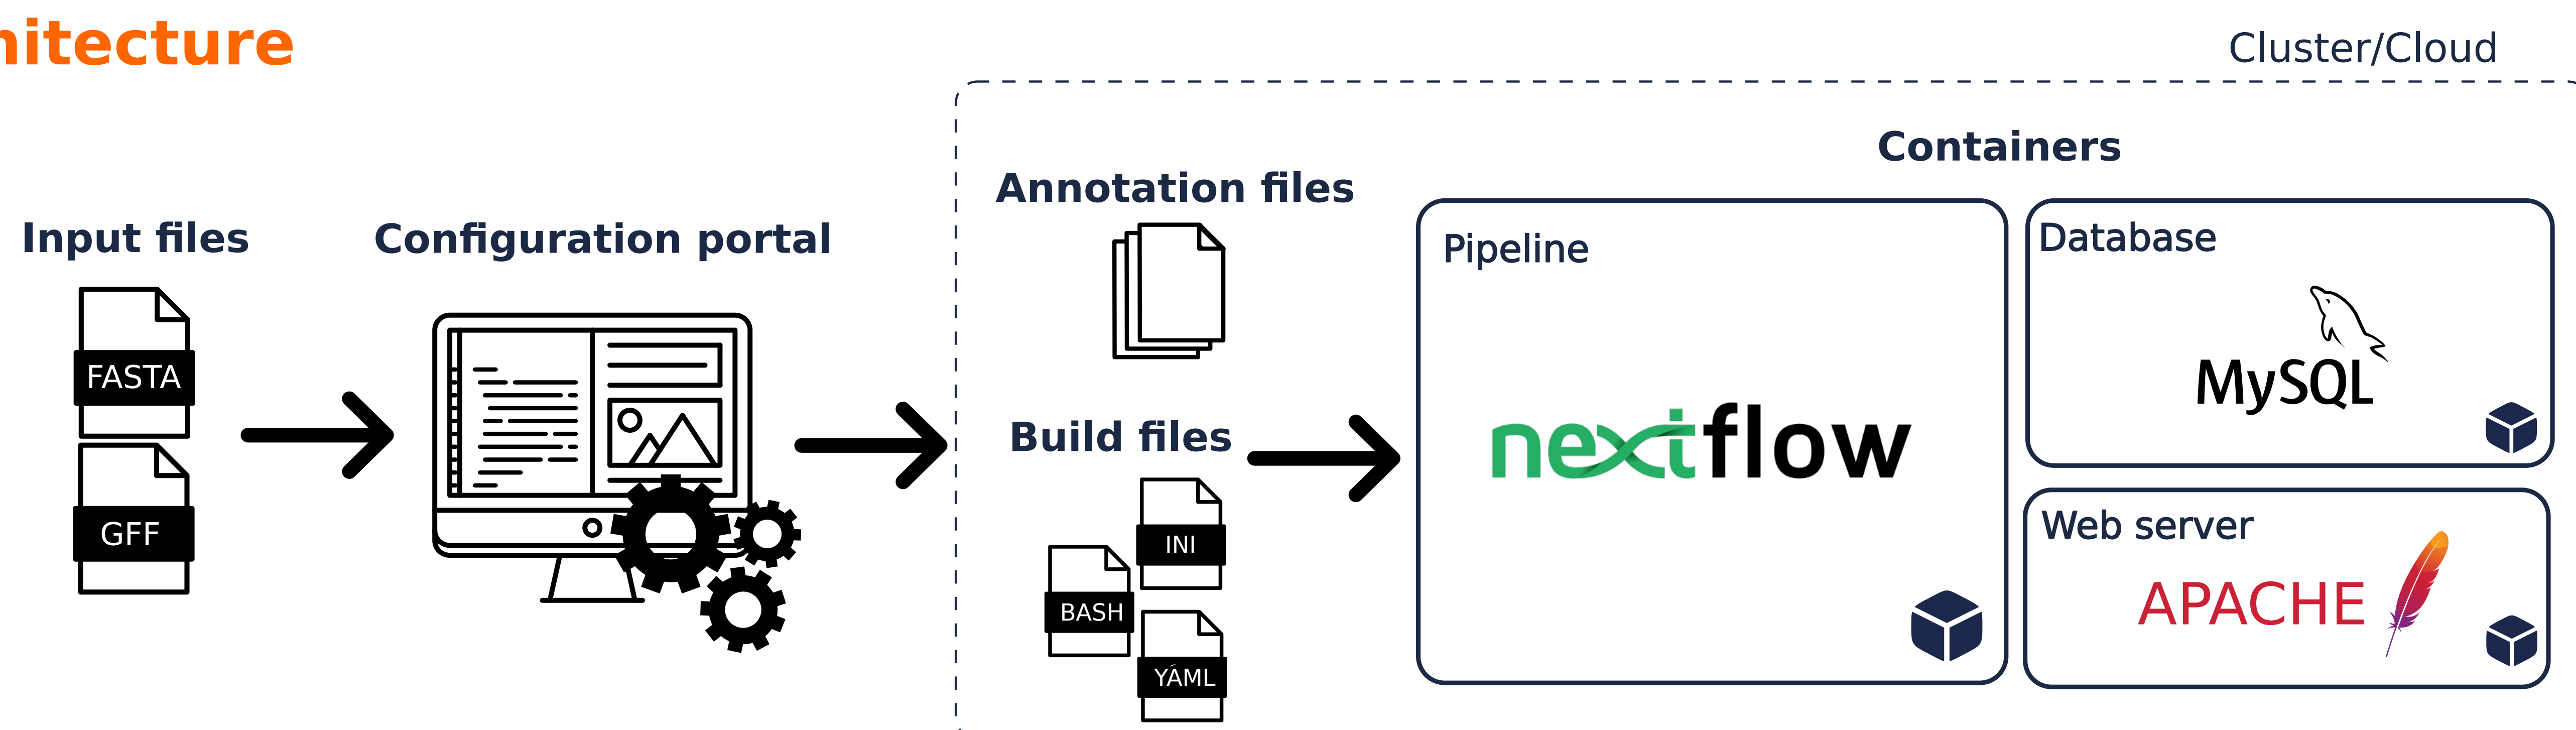 hitecture
Cluster/Cloud
Containers
Annotation files
Input files
Configuration portal
Pipeline
Database
FASTA
GFF
MySQL
Build files
nextflow
INI
BASH
YAML
Web server
APACHE